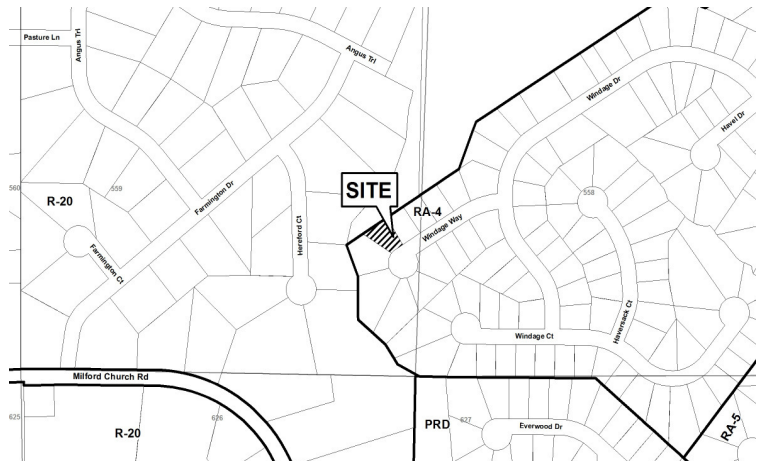 Pasture Ln
Angus Trl
Angus Trl
Windage Dr
Havel Dr
560
559
558
SITE
R-20
RA-4
Farmington Dr
Windage Way
Hereford Ct
Farmington Ct
Haversack Ct
Windage Ct
Milford Church Rd
625
626
627
R-20
PRD
Everwood Dr
RA-5